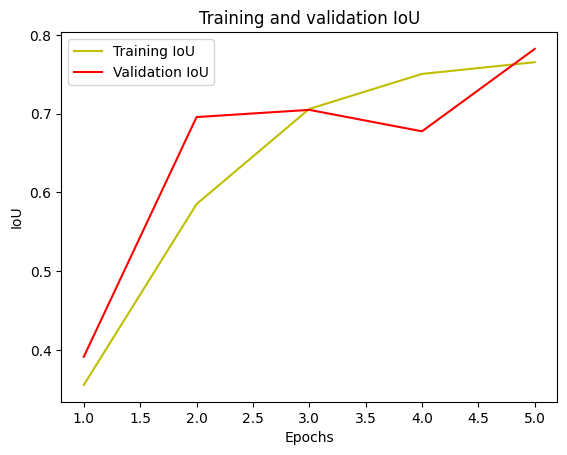 Training and validation IoU
Training IoU
Validation IoU
0.8
0.7
0.6
0.5
0.4
IoU
1.0 1.5 2.0 2.5 3.0 3.5 4.0 4.5 5.0
Epochs